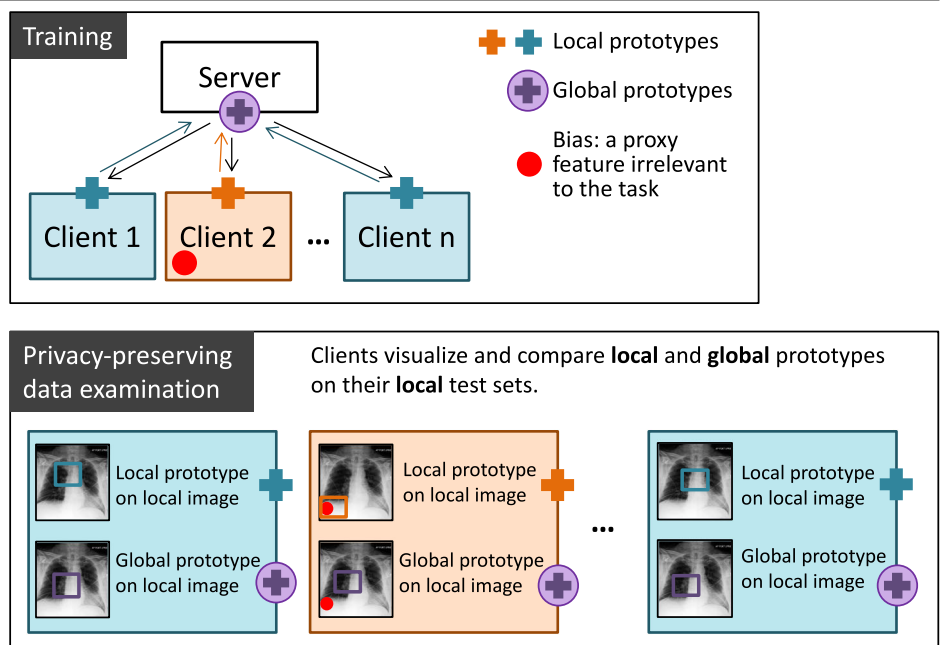 Training
Server
Local prototypes
Global prototypes
Bias: a proxy
feature irrelevant
to the task
Client 1
Client 2
...
Client n
Privacy-preserving
data examination
Clients visualize and compare local and global prototypes
on their local test sets.
Local prototype
on local image
Global prototype
on local image
Local prototype
on local image
Global prototype
on local image
...
Local prototype
on local image
Global prototype
on local image